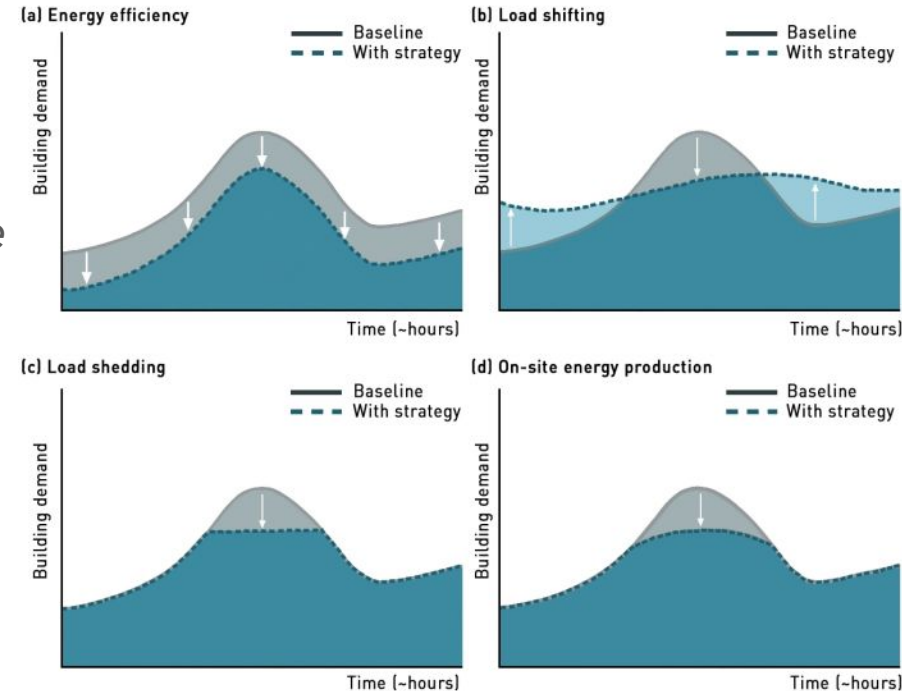 (a) Energy efficiency
Baseline
With strategy
Building demand
Time (~hours)
(b) Load shifting
Baseline
With strategy
Building demand
Time (~hours)
(c) Load shedding
Baseline
With strategy
Building demand
Time (~hours)
(d) On-site energy production
Baseline
With strategy
Building demand
Time (~hours)